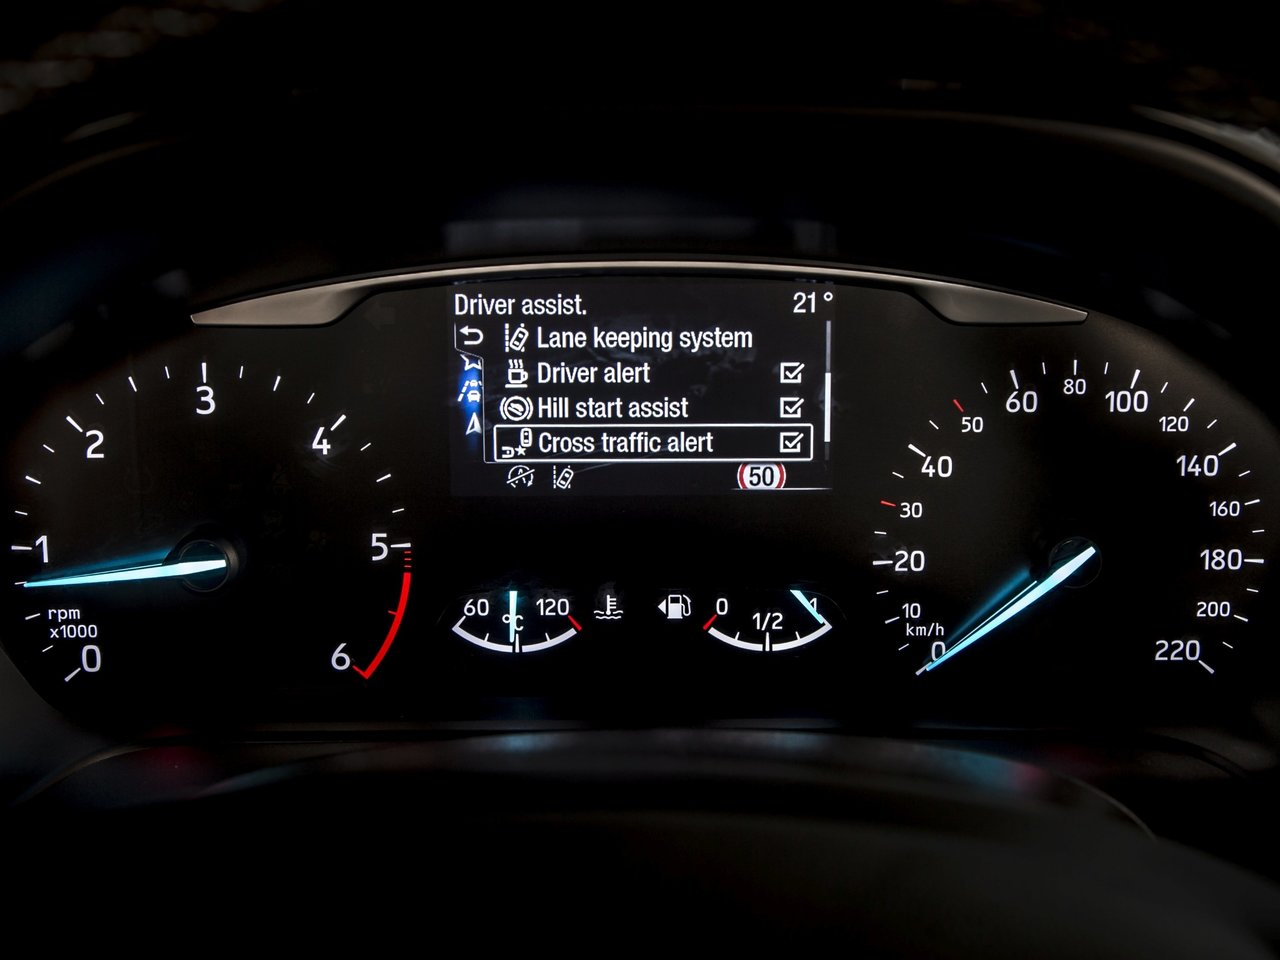 Driver assist. 21°
Lane keeping system
Driver alert
Hill start assist
Cross traffic alert
50
0
1
2
3
4
5
6
rpm
x1000
60 °C 120
0 1/2 1
0
10
20
30
40
50
60
80
100
120
140
160
180
200
220
km/h